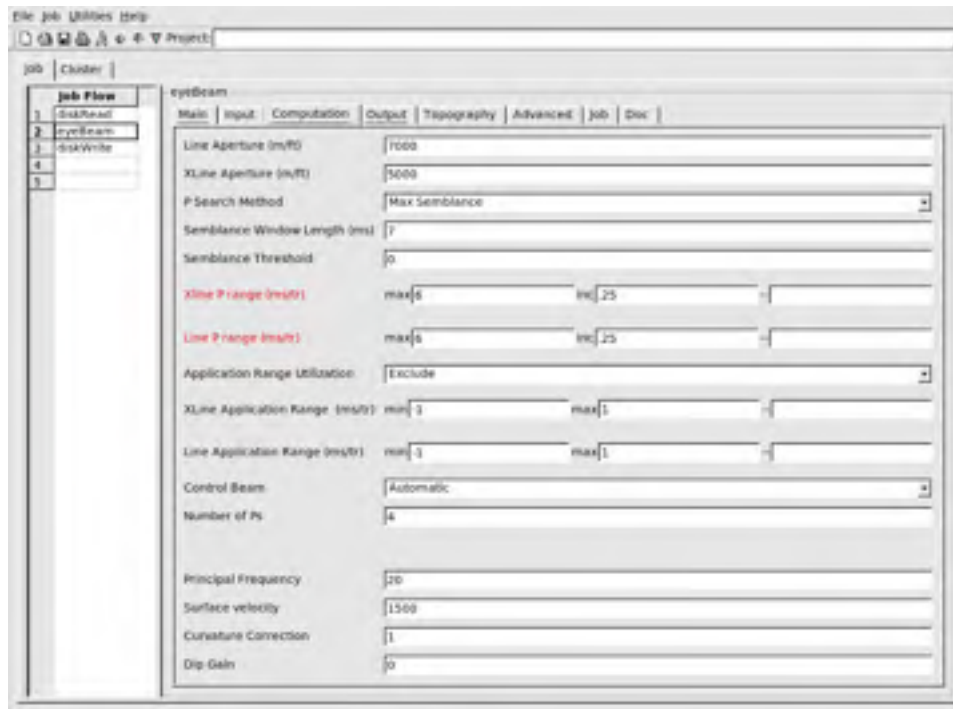 File Job Utilities Help
Project:
Job Cluster
Job Flow
1 diskRead
2 eyeBeam
3 diskWrite
4
5
eyeBeam
Main Input Computation Output Topography Advanced Job Doc
Line Aperture (m/ft) 7000
XLine Aperture (m/ft) 5000
P Search Method Max Semblance
Semblance Window Length (ms) 7
Semblance Threshold 0
Xline P range (ms/tr) max 6 inc .25 --
Line P range (ms/tr) max 6 inc .25 --
Application Range Utilization Exclude
XLine Application Range (ms/tr) min -1 max 1 --
Line Application Range (ms/tr) min -1 max 1 --
Control Beam Automatic
Number of Ps 4
Principal Frequency 20
Surface velocity 1500
Curvature Correction 1
Dip Gain 0